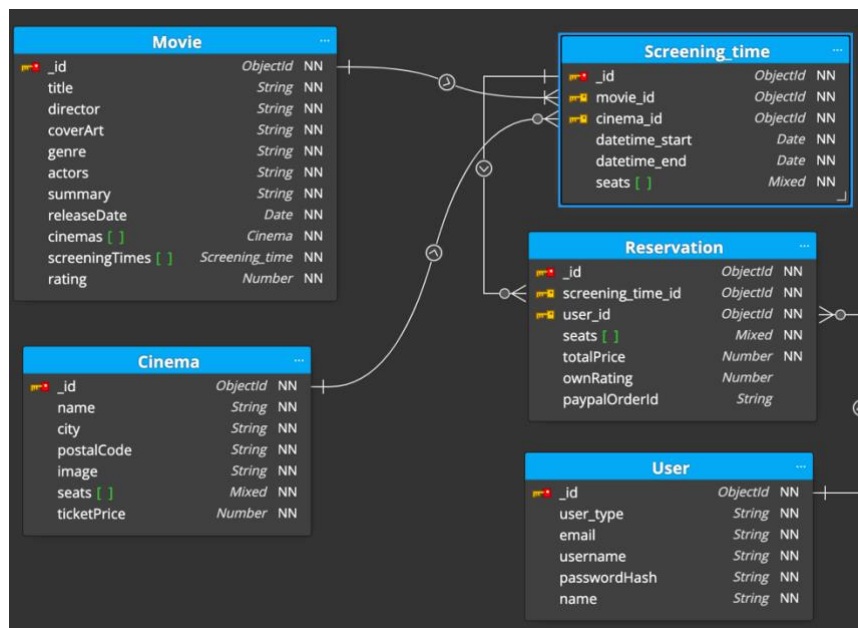 Movie ...
_id ObjectId NN
title String NN
director String NN
coverArt String NN
genre String NN
actors String NN
summary String NN
releaseDate Date NN
cinemas [ ] Cinema NN
screeningTimes [ ] Screening_time NN
rating Number NN
Screening_time ...
_id ObjectId NN
movie_id ObjectId NN
cinema_id ObjectId NN
datetime_start Date NN
datetime_end Date NN
seats [ ] Mixed NN
Reservation ...
_id ObjectId NN
screening_time_id ObjectId NN
user_id ObjectId NN
seats [ ] Mixed NN
totalPrice Number NN
ownRating Number
paypalOrderId String
Cinema ...
_id ObjectId NN
name String NN
city String NN
postalCode String NN
image String NN
seats [ ] Mixed NN
ticketPrice Number NN
User ...
_id ObjectId NN
user_type String NN
email String NN
username String NN
passwordHash String NN
name String NN